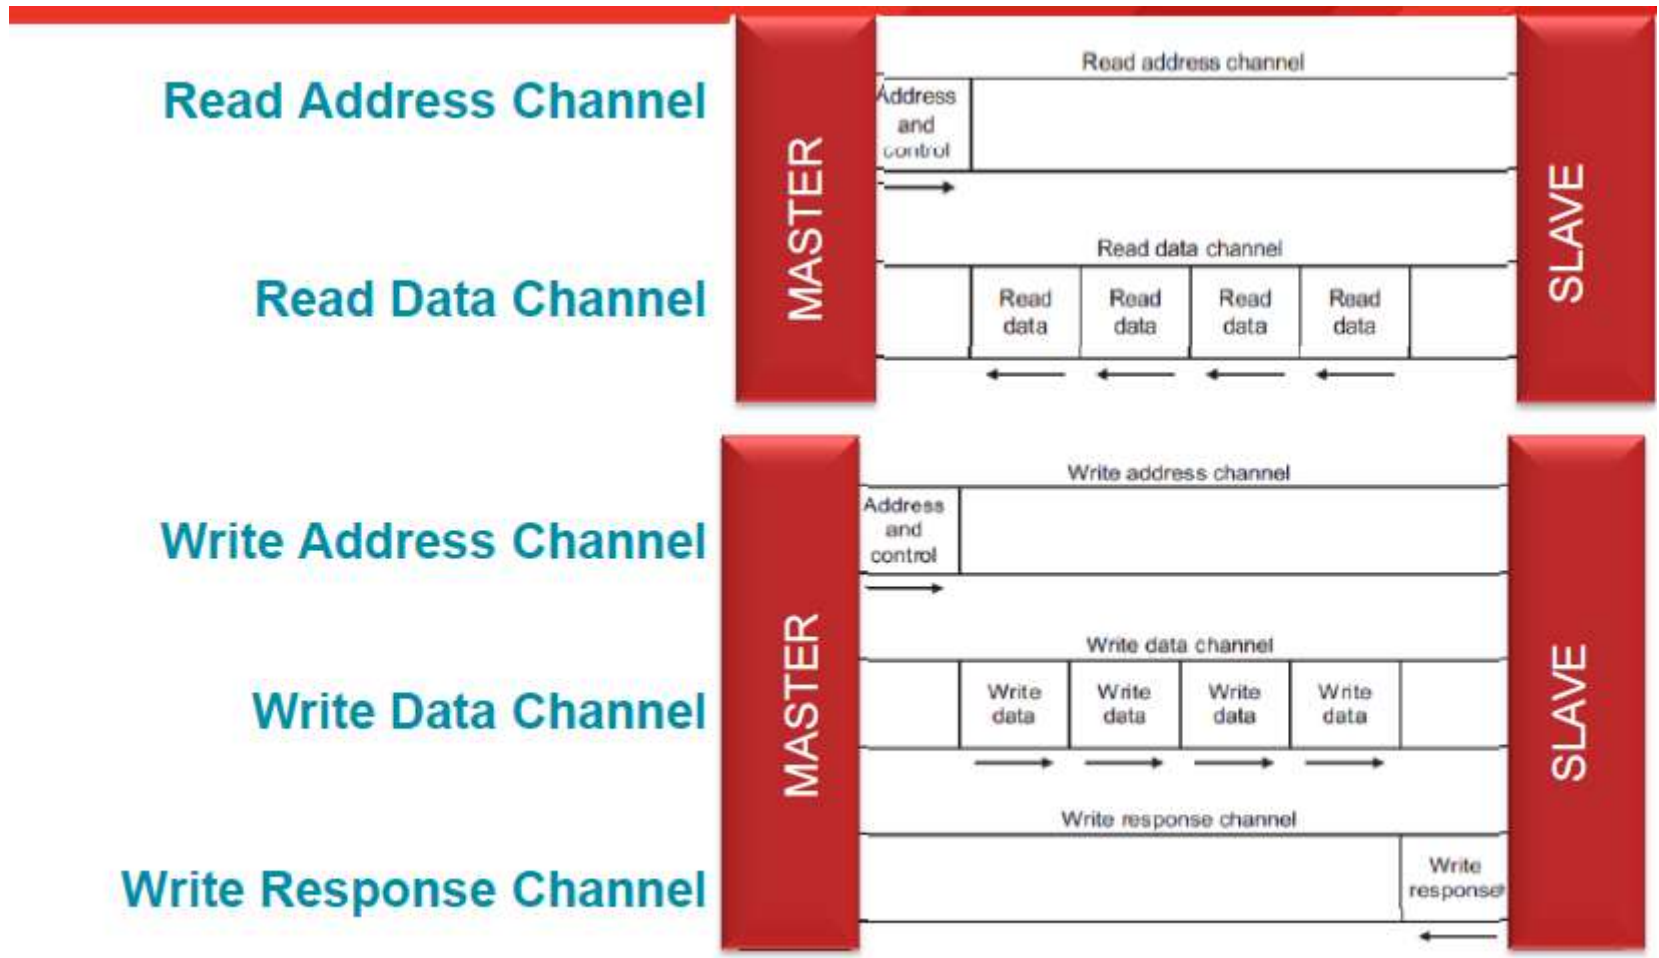 Read Address Channel
MASTER
Read address channel
Address
and
control
SLAVE
Read Data Channel
Read data channel
Read
data
Read
data
Read
data
Read
data
Write Address Channel
MASTER
Write address channel
Address
and
control
SLAVE
Write Data Channel
Write data channel
Write
data
Write
data
Write
data
Write
data
Write Response Channel
Write response channel
Write
response